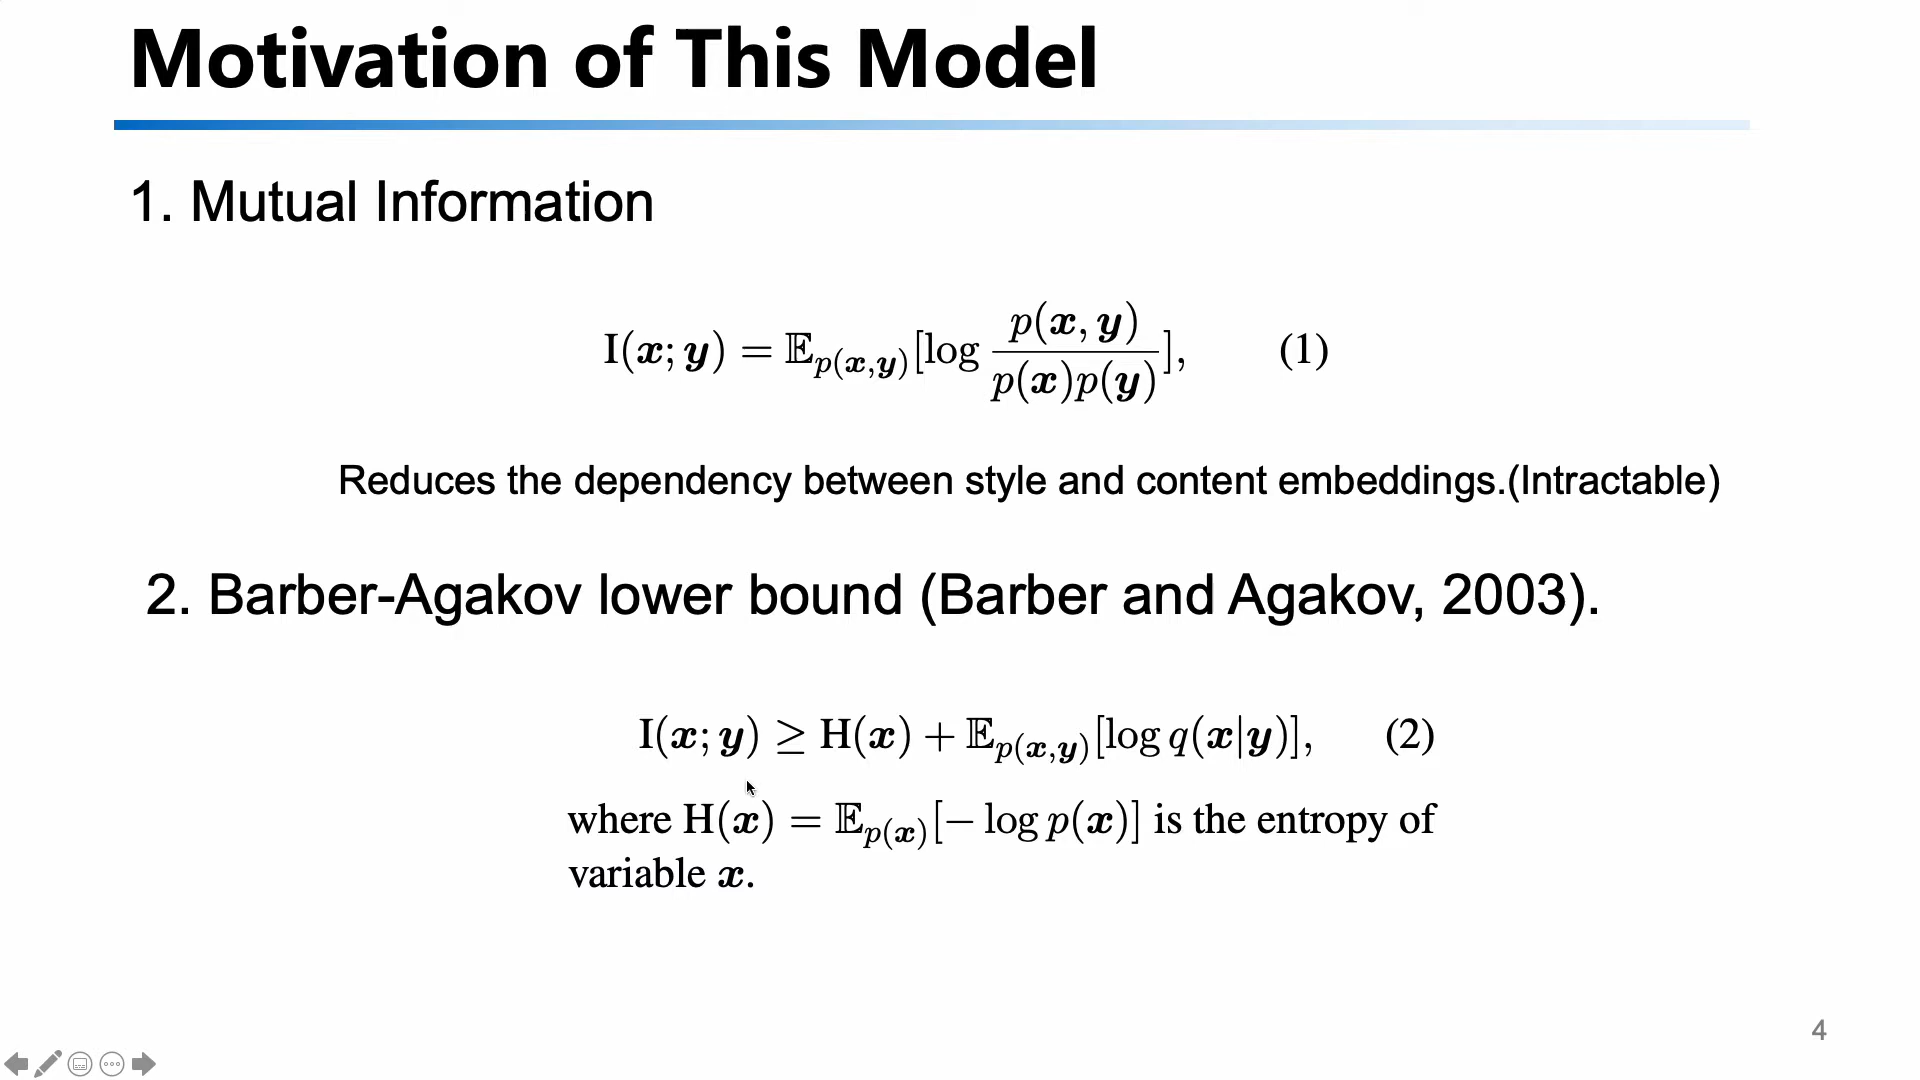 Motivation of This Model
1. Mutual Information
I(x; y) = 𝔼_{p(x,y)}[log \frac{p(x, y)}{p(x)p(y)}],    (1)
Reduces the dependency between style and content embeddings.(Intractable)
2. Barber-Agakov lower bound (Barber and Agakov, 2003).
I(x; y) ≥ H(x) + 𝔼_{p(x,y)}[log q(x|y)],    (2)
where H(x) = 𝔼_{p(x)}[− log p(x)] is the entropy of
variable x.
4